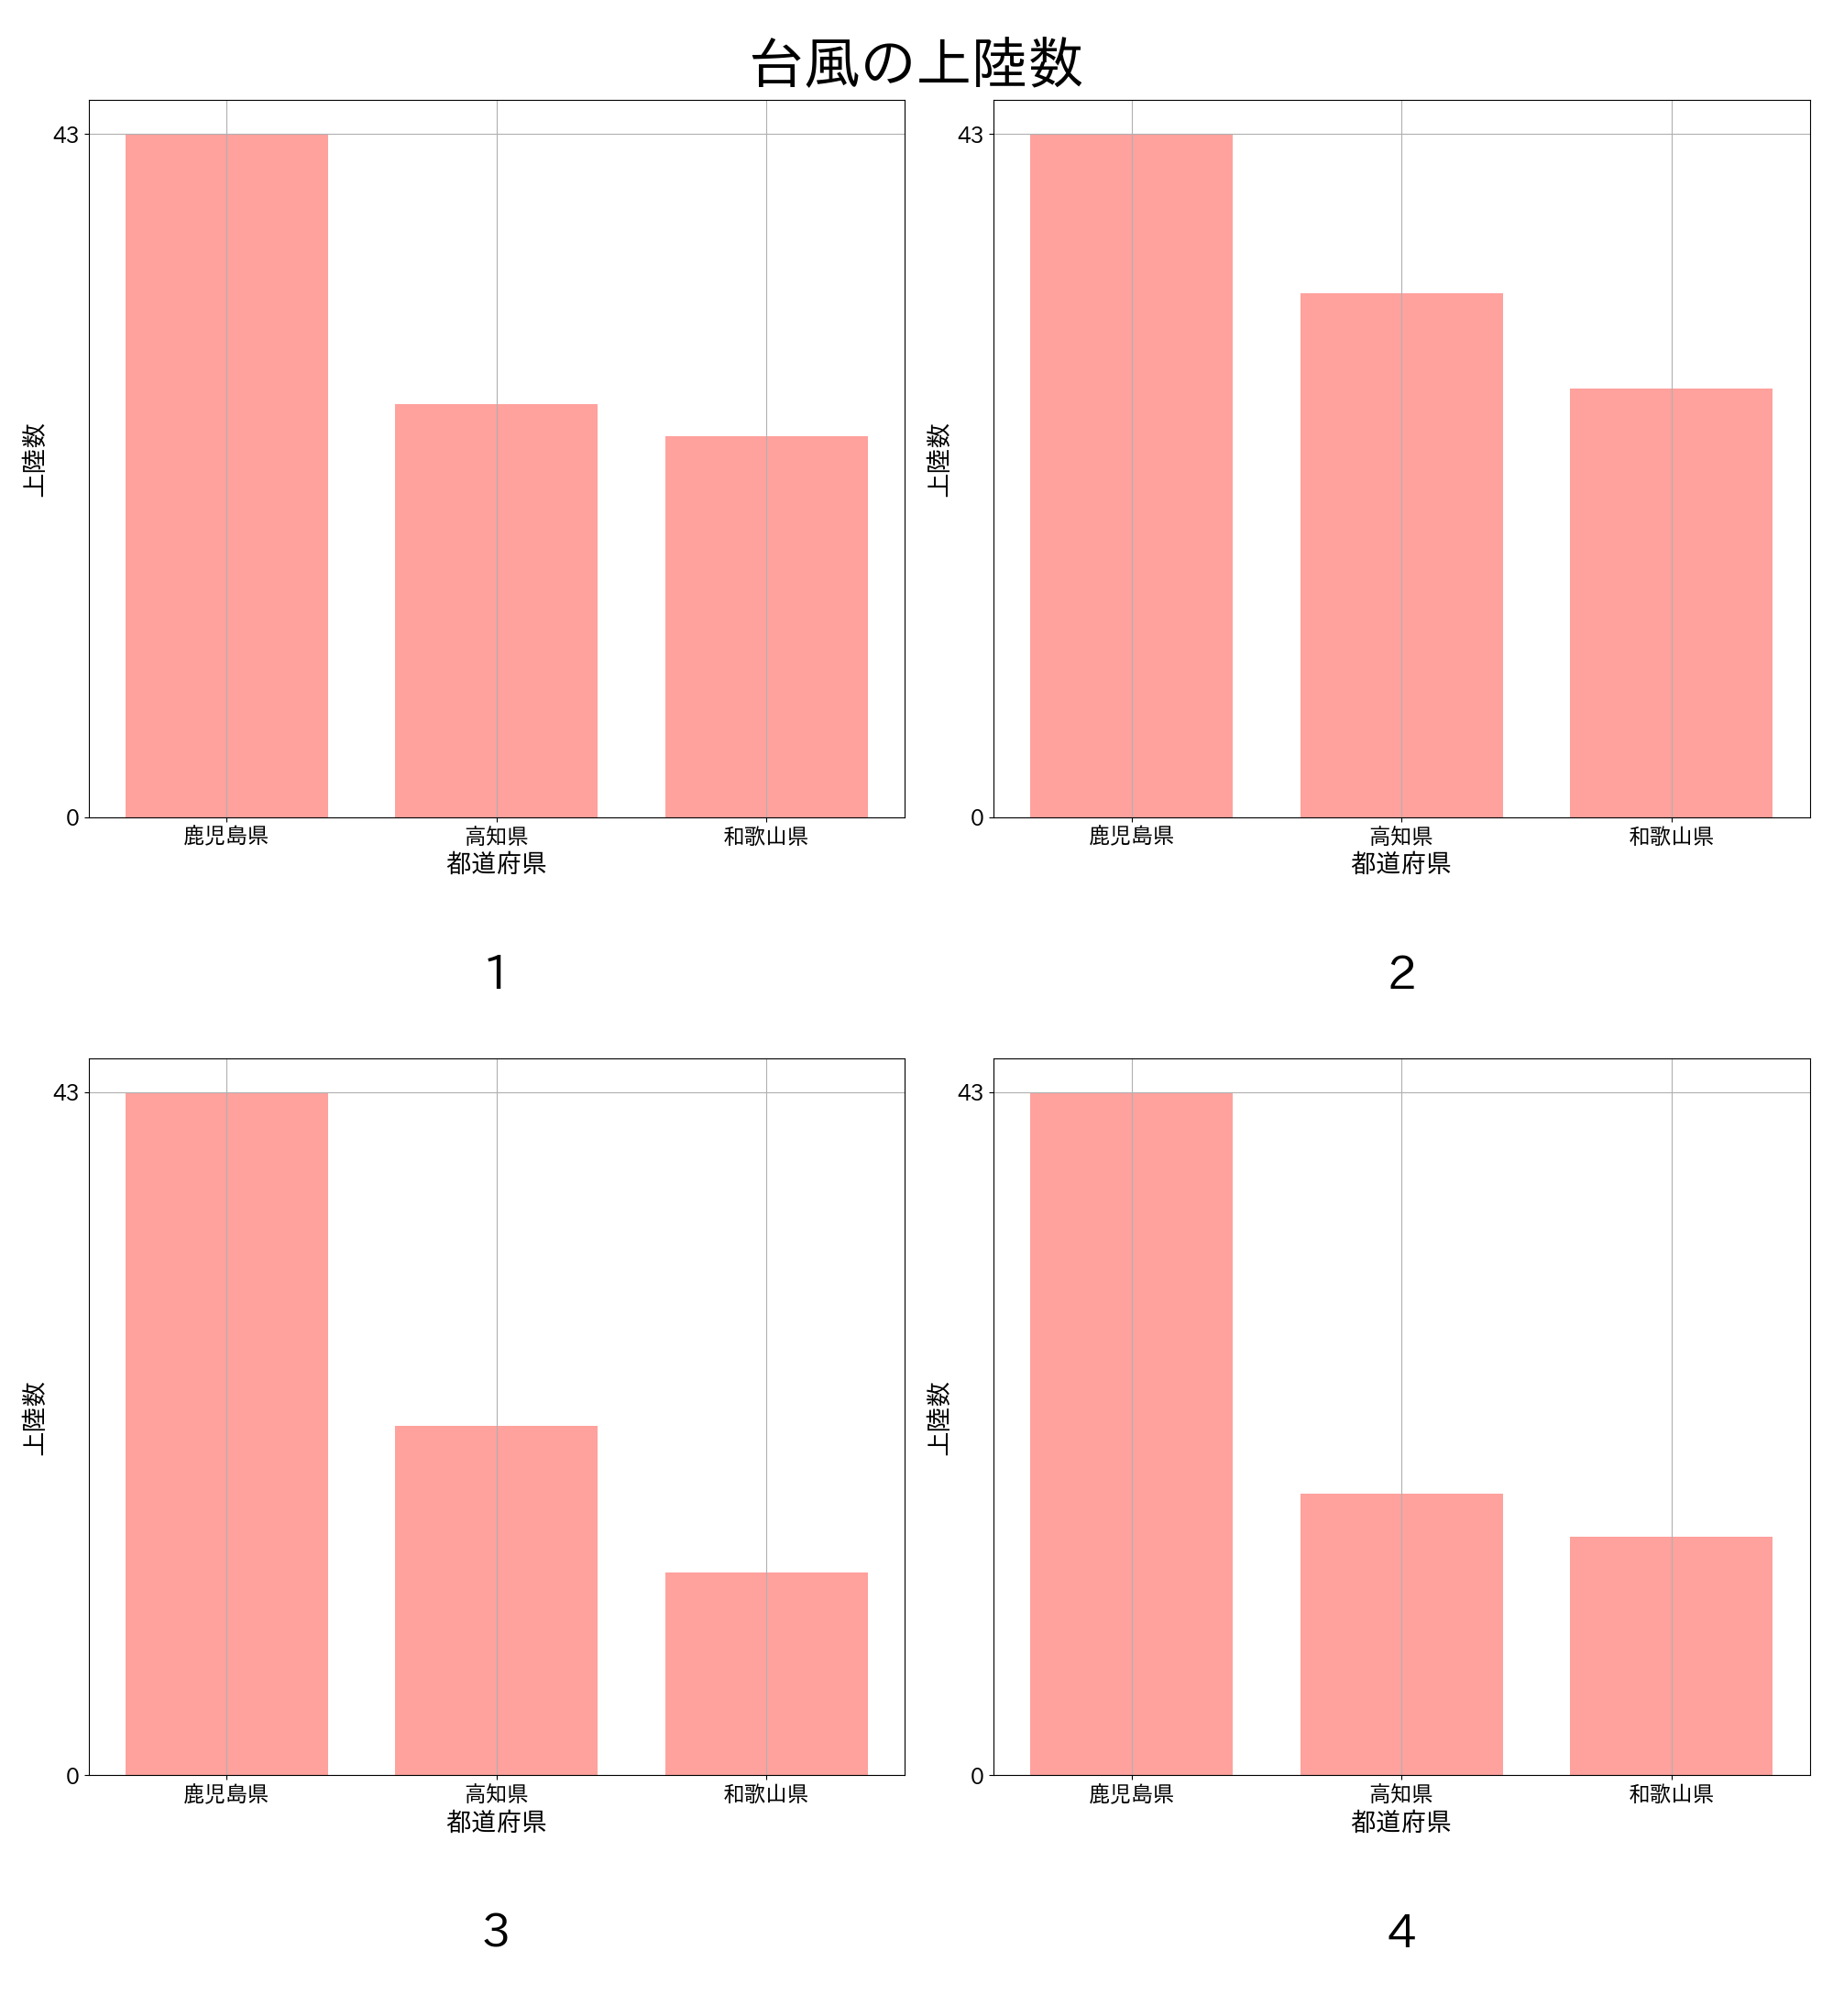 台風の上陸数
43
0
上陸数
鹿児島県 高知県 和歌山県
都道府県
1
43
0
上陸数
鹿児島県 高知県 和歌山県
都道府県
2
43
0
上陸数
鹿児島県 高知県 和歌山県
都道府県
3
43
0
上陸数
鹿児島県 高知県 和歌山県
都道府県
4